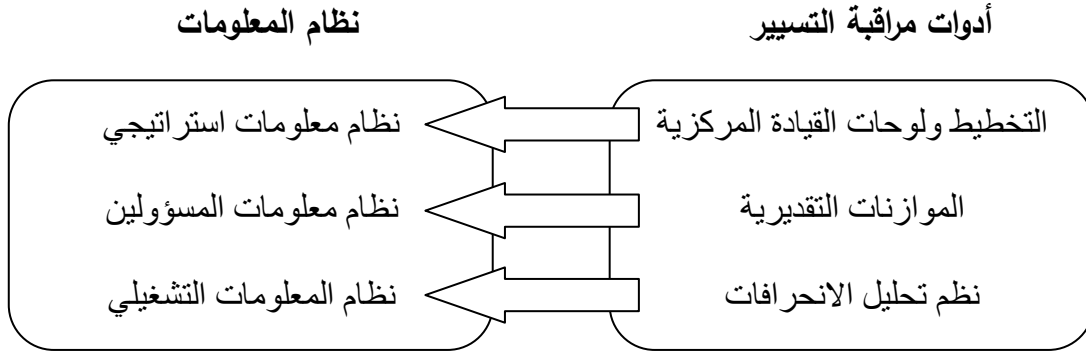 أدوات مراقبة التسيير
نظام المعلومات
التخطيط ولوحات القيادة المركزية
نظام معلومات استراتيجي
الموازنات التقديرية
نظام معلومات المسؤولين
نظم تحليل الانحرافات
نظام المعلومات التشغيلي